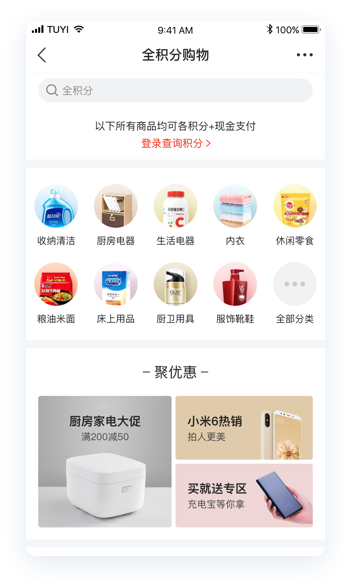 TUYI 9:41 AM 100%
全积分购物
全积分
以下所有商品均可各积分+现金支付
登录查询积分 >
收纳清洁 厨房电器 生活电器 内衣 休闲零食
粮油米面 床上用品 厨卫用具 服饰靴鞋 全部分类
– 聚优惠 –
厨房家电大促
满200减50
小米6热销
拍人更美
买就送专区
充电宝等你拿